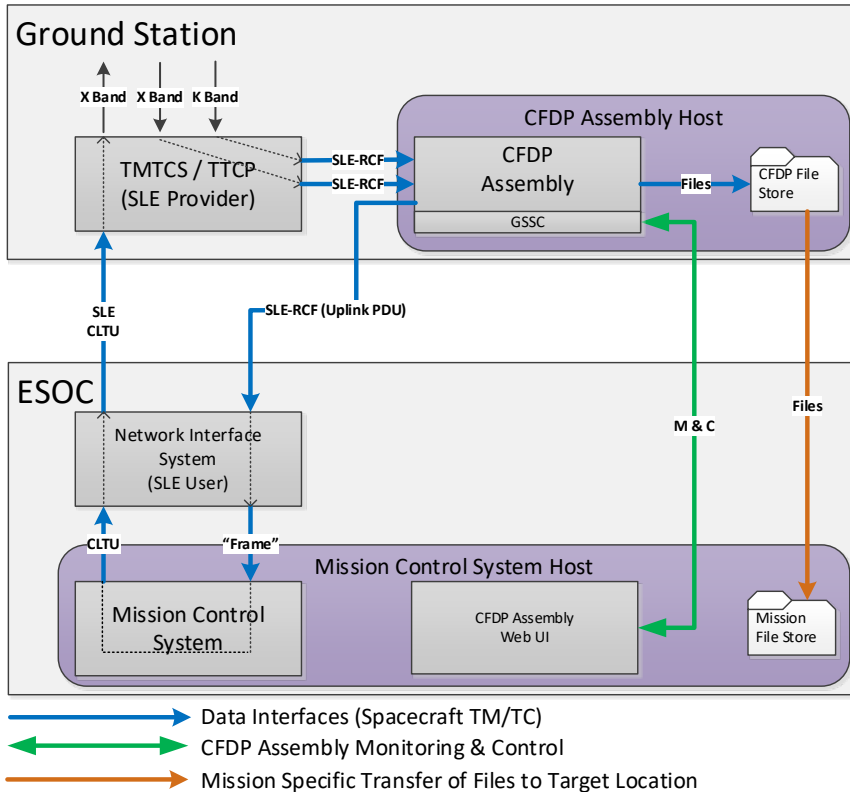 Ground Station
X Band
X Band
K Band
CFDP Assembly Host
TMTCS / TTCP
(SLE Provider)
SLE-RCF
SLE-RCF
CFDP
Assembly
GSSC
Files
CFDP File
Store
SLE
CLTU
SLE-RCF (Uplink PDU)
ESOC
Network Interface
System
(SLE User)
M & C
Files
CLTU
“Frame”
Mission Control System Host
Mission Control
System
CFDP Assembly
Web UI
Mission
File Store
Data Interfaces (Spacecraft TM/TC)
CFDP Assembly Monitoring & Control
Mission Specific Transfer of Files to Target Location